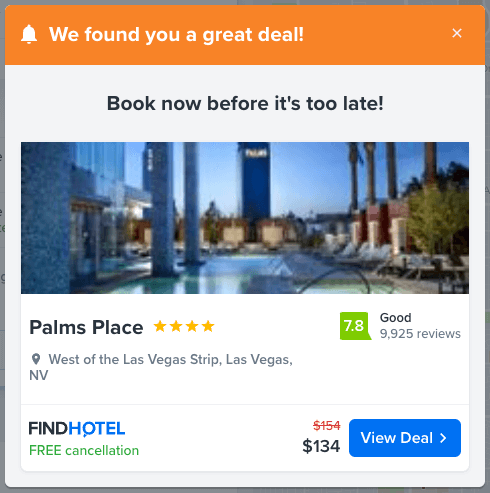 We found you a great deal!
Book now before it's too late!
Palms Place
7.8
Good
9,925 reviews
West of the Las Vegas Strip, Las Vegas,
NV
FINDHOTEL
FREE cancellation
$154
$134
View Deal